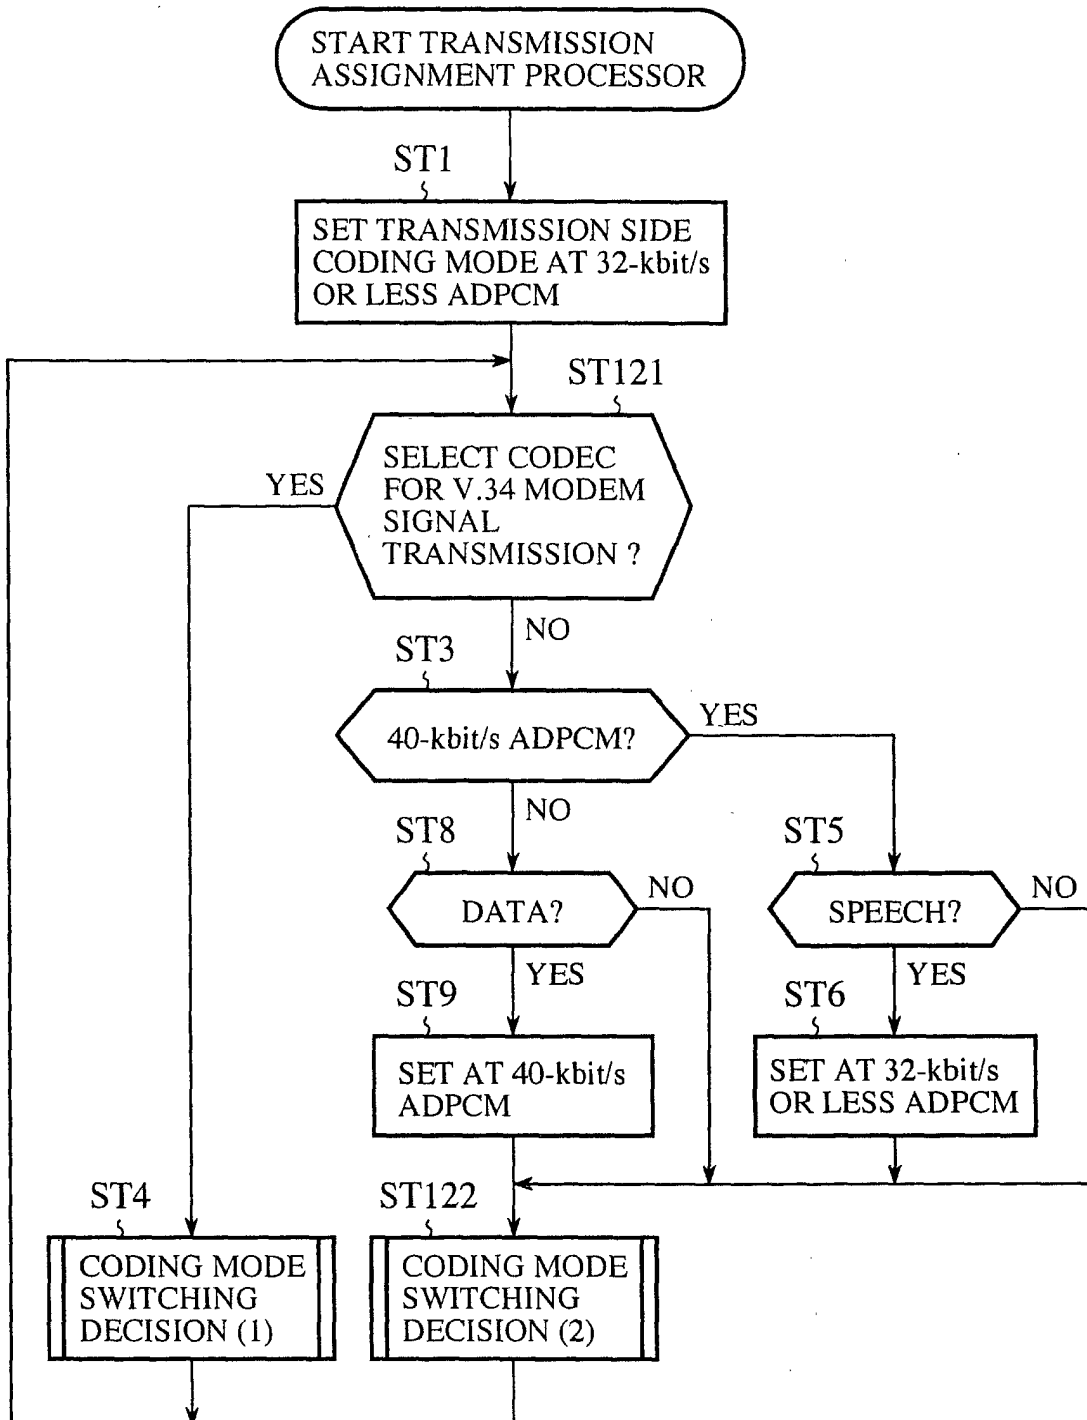 START TRANSMISSION
ASSIGNMENT PROCESSOR
ST1
SET TRANSMISSION SIDE
CODING MODE AT 32-kbit/s
OR LESS ADPCM
ST121
SELECT CODEC
FOR V.34 MODEM
SIGNAL
TRANSMISSION ?
YES
NO
ST3
40-kbit/s ADPCM?
YES
NO
ST8
DATA?
NO
YES
ST5
SPEECH?
NO
YES
ST9
SET AT 40-kbit/s
ADPCM
ST6
SET AT 32-kbit/s
OR LESS ADPCM
ST4
CODING MODE
SWITCHING
DECISION (1)
ST122
CODING MODE
SWITCHING
DECISION (2)